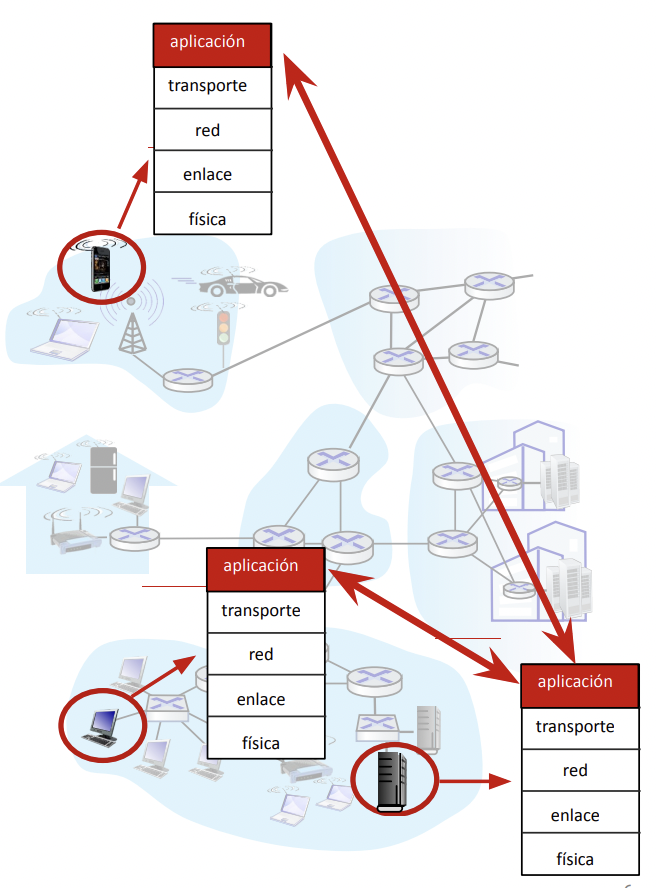 aplicación
transporte
red
enlace
física
aplicación
transporte
red
enlace
física
aplicación
transporte
red
enlace
física